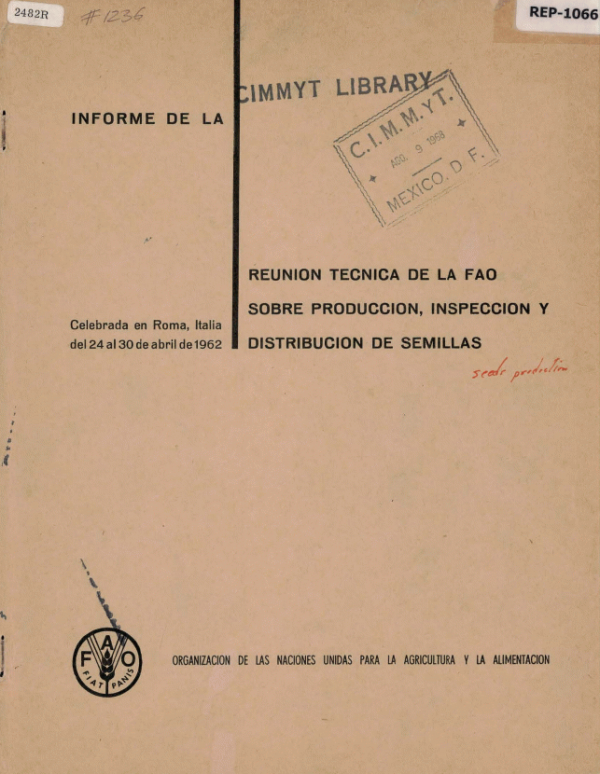 2482R
#1236
REP-1066
CIMMYT LIBRARY
C.I.M.M.Y.T.
AGO. 9 1968
MEXICO, D. F.
INFORME DE LA
REUNION TECNICA DE LA FAO
SOBRE PRODUCCION, INSPECCION Y
DISTRIBUCION DE SEMILLAS
Celebrada en Roma, Italia
del 24 al 30 de abril de 1962
seeds production
FAO
FIAT PANIS
ORGANIZACION DE LAS NACIONES UNIDAS PARA LA AGRICULTURA Y LA ALIMENTACION